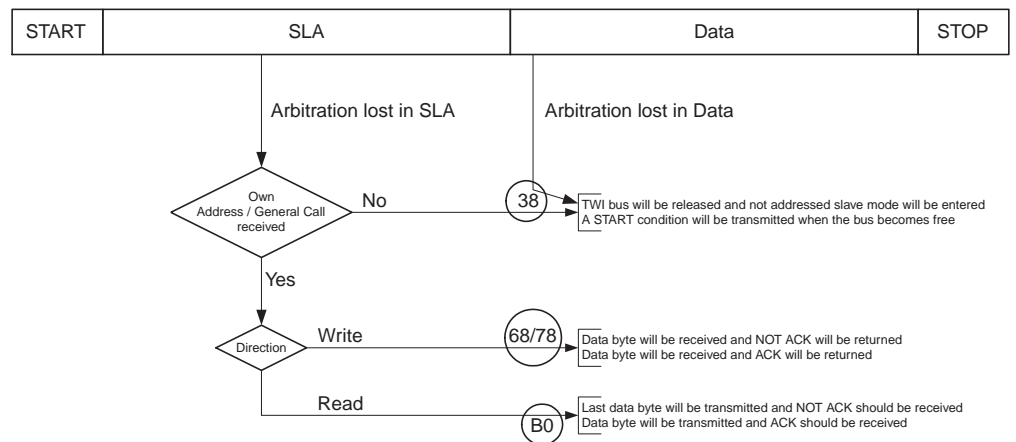 START SLA Data STOP
Arbitration lost in SLA Arbitration lost in Data
Own
Address / General Call
received
No
38
TWI bus will be released and not addressed slave mode will be entered
A START condition will be transmitted when the bus becomes free
Yes
Direction
Write
68/78
Data byte will be received and NOT ACK will be returned
Data byte will be received and ACK will be returned
Read
B0
Last data byte will be transmitted and NOT ACK should be received
Data byte will be transmitted and ACK should be received